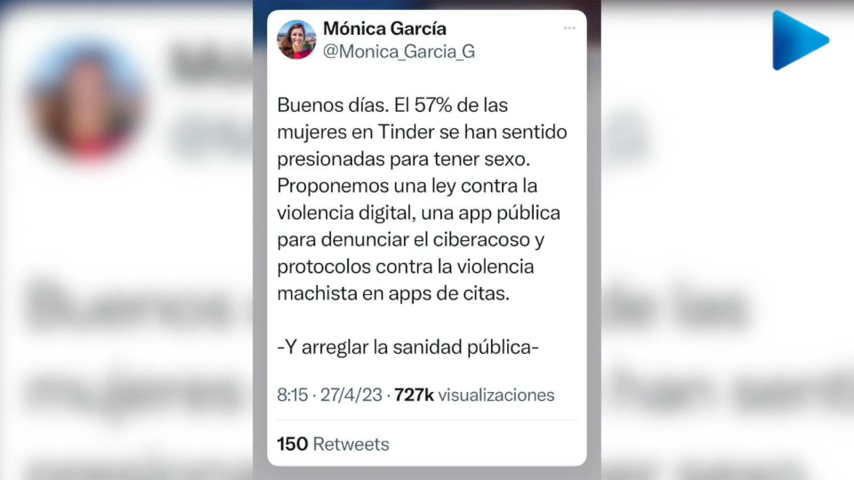 Mónica García
@Monica_Garcia_G
Buenos días. El 57% de las
mujeres en Tinder se han sentido
presionadas para tener sexo.
Proponemos una ley contra la
violencia digital, una app pública
para denunciar el ciberacoso y
protocolos contra la violencia
machista en apps de citas.
-Y arreglar la sanidad pública-
8:15 · 27/4/23 · 727k visualizaciones
150 Retweets